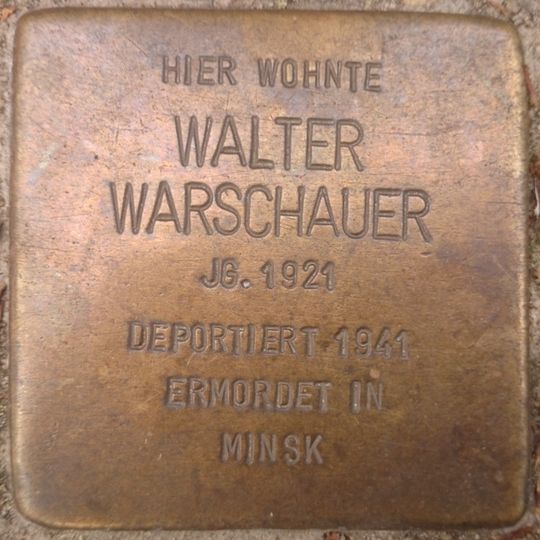 HIER WOHNTE
WALTER
WARSCHAUER
JG. 1921
DEPORTIERT 1941
ERMORDET IN
MINSK